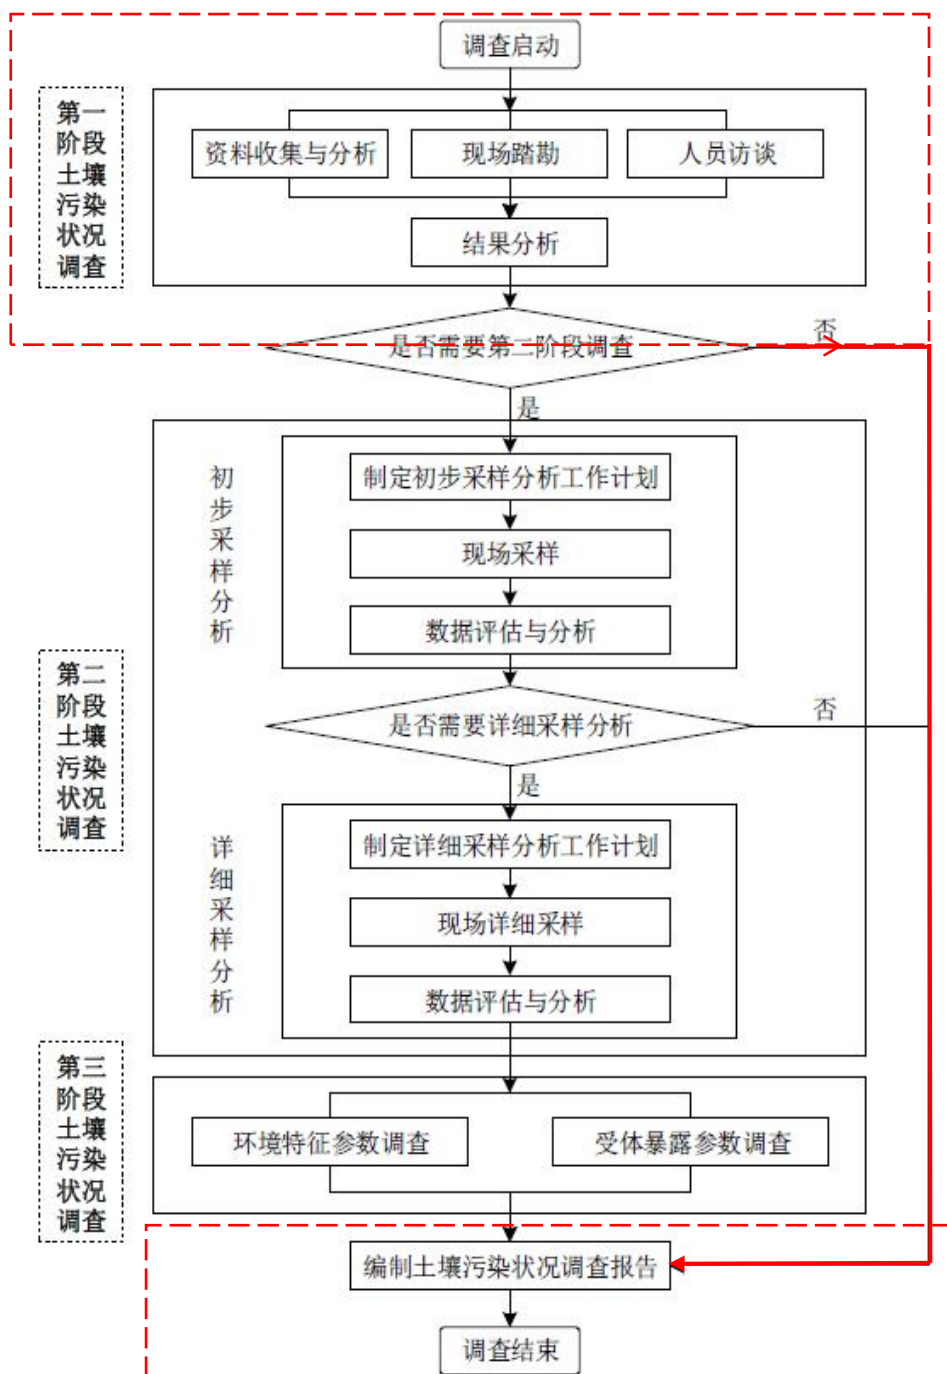 调查启动
第一
阶段
土壤
污染
状况
调查
资料收集与分析
现场踏勘
人员访谈
结果分析
是否需要第二阶段调查
否
是
初
步
采
样
分
析
制定初步采样分析工作计划
现场采样
数据评估与分析
第二
阶段
土壤
污染
状况
调查
是否需要详细采样分析
否
是
详
细
采
样
分
析
制定详细采样分析工作计划
现场详细采样
数据评估与分析
第三
阶段
土壤
污染
状况
调查
环境特征参数调查
受体暴露参数调查
编制土壤污染状况调查报告
调查结束